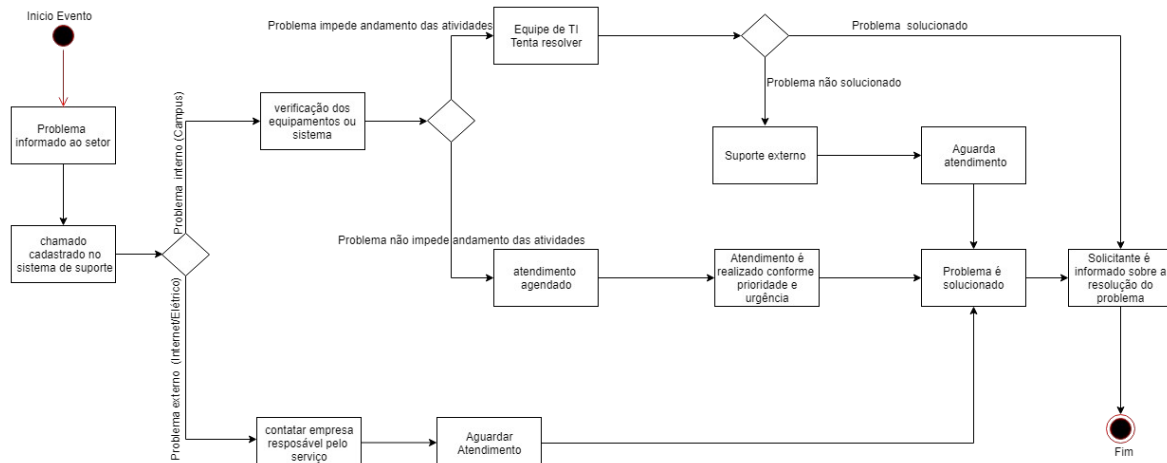 Inicio Evento
Problema
informado ao setor
chamado
cadastrado no
sistema de suporte
Problema interno (Campus)
Problema externo (Internet/Elétrico)
verificação dos
equipamentos ou
sistema
Problema impede andamento das atividades
Equipe de TI
Tenta resolver
Problema solucionado
Problema não solucionado
Suporte externo
Aguarda
atendimento
Problema não impede andamento das atividades
atendimento
agendado
Atendimento é
realizado conforme
prioridade e
urgência
Problema é
solucionado
Solicitante é
informado sobre a
resolução do
problema
contatar empresa
resposável pelo
serviço
Aguardar
Atendimento
Fim